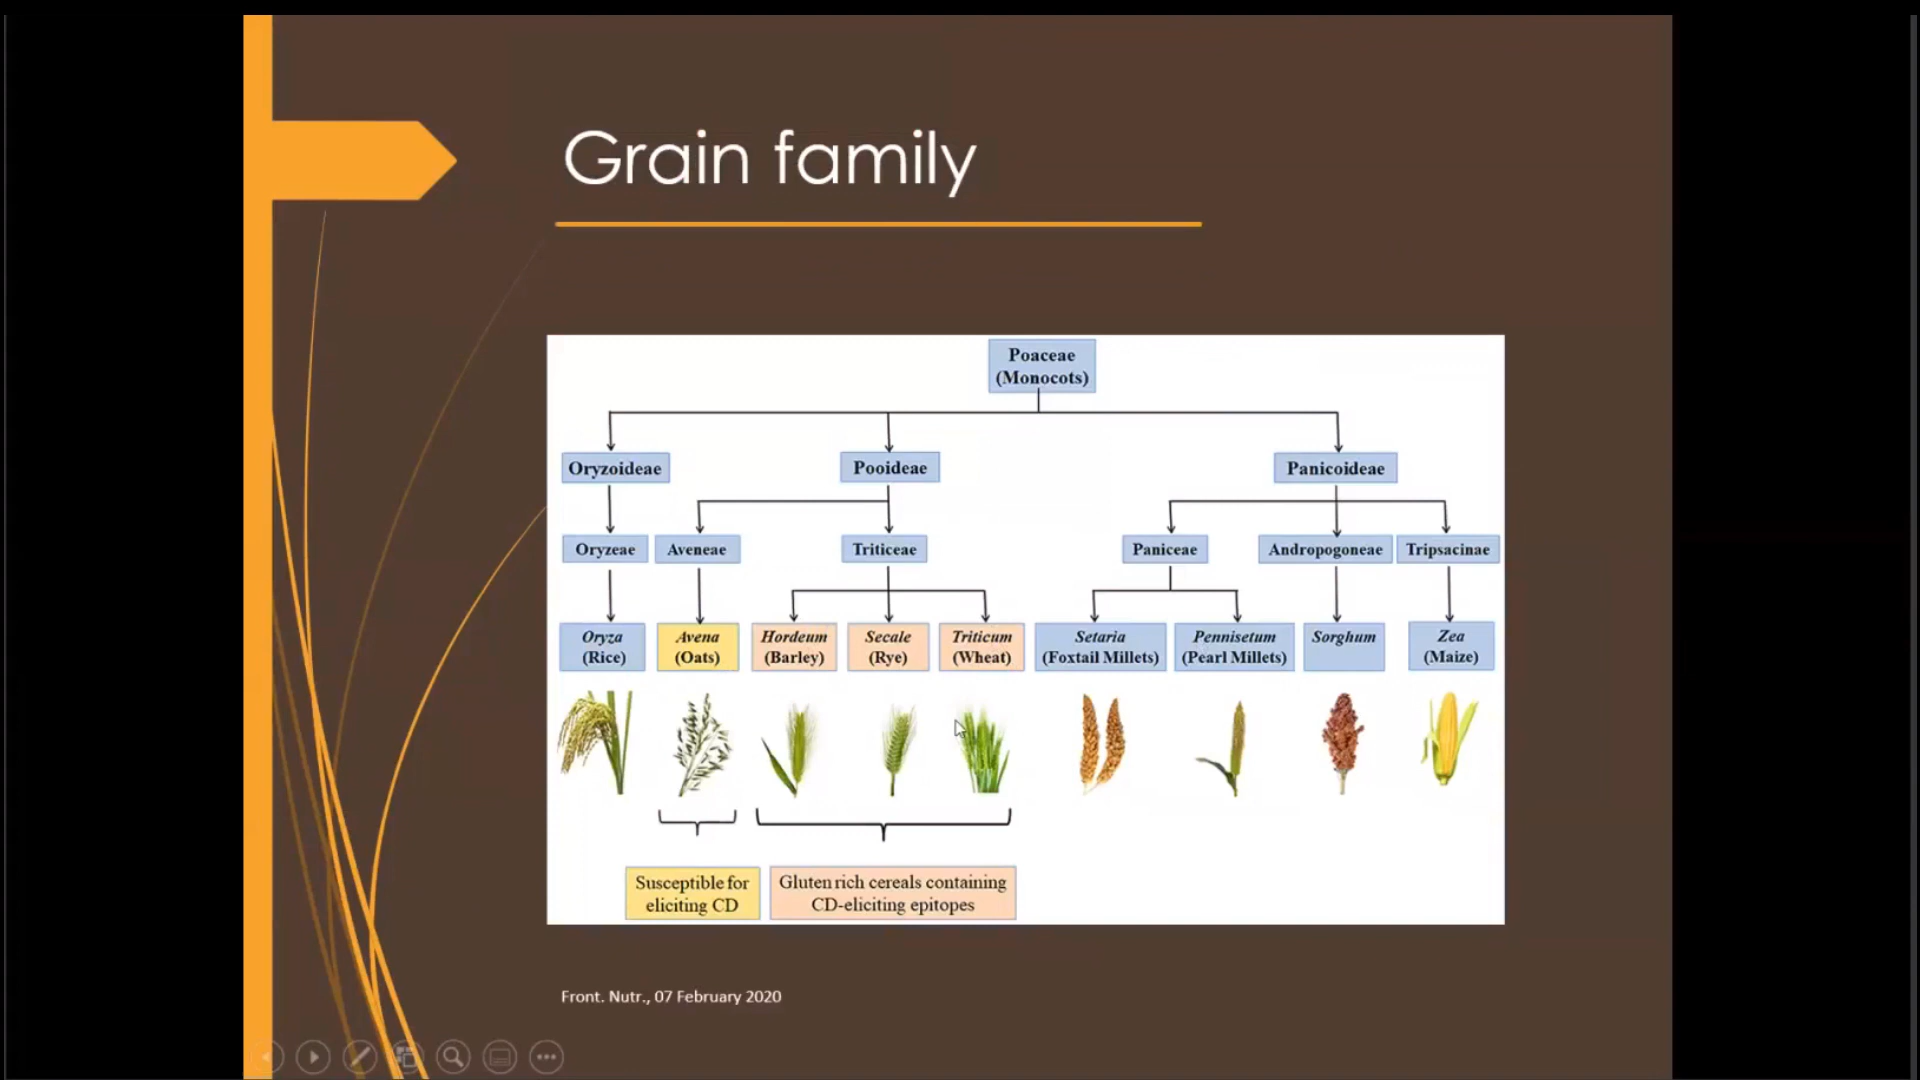 Grain family
Poaceae
(Monocots)
Oryzoideae
Pooideae
Panicoideae
Oryzeae
Aveneae
Triticeae
Paniceae
Andropogoneae
Tripsacinae
Oryza
(Rice)
Avena
(Oats)
Hordeum
(Barley)
Secale
(Rye)
Triticum
(Wheat)
Setaria
(Foxtail Millets)
Pennisetum
(Pearl Millets)
Sorghum
Zea
(Maize)
Susceptible for
eliciting CD
Gluten rich cereals containing
CD-eliciting epitopes
Front. Nutr., 07 February 2020